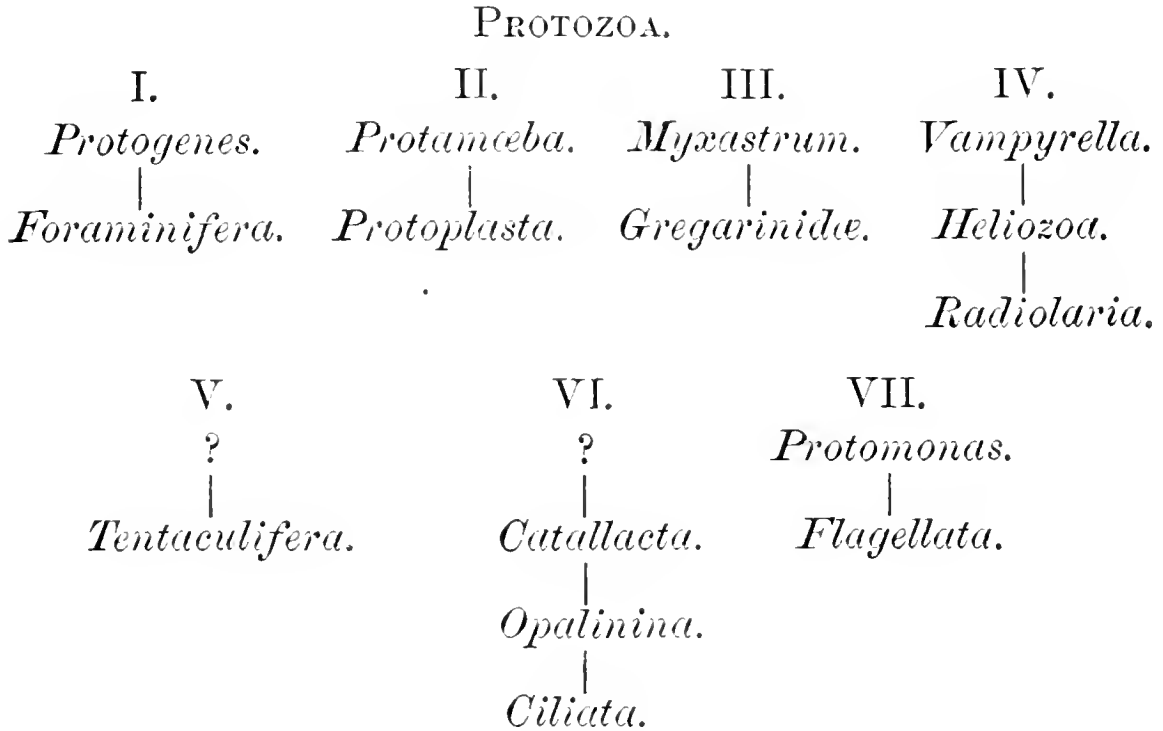 PROTOZOA.
I. II. III. IV.
Protogenes. Protamœba. Myxastrum. Vampyrella.
Foraminifera. Protoplasta. Gregarinidæ. Heliozoa.
Radiolaria.
V. VI. VII.
? ? Protomonas.
Tentaculifera. Catallacta. Flagellata.
Opalinina.
Ciliata.